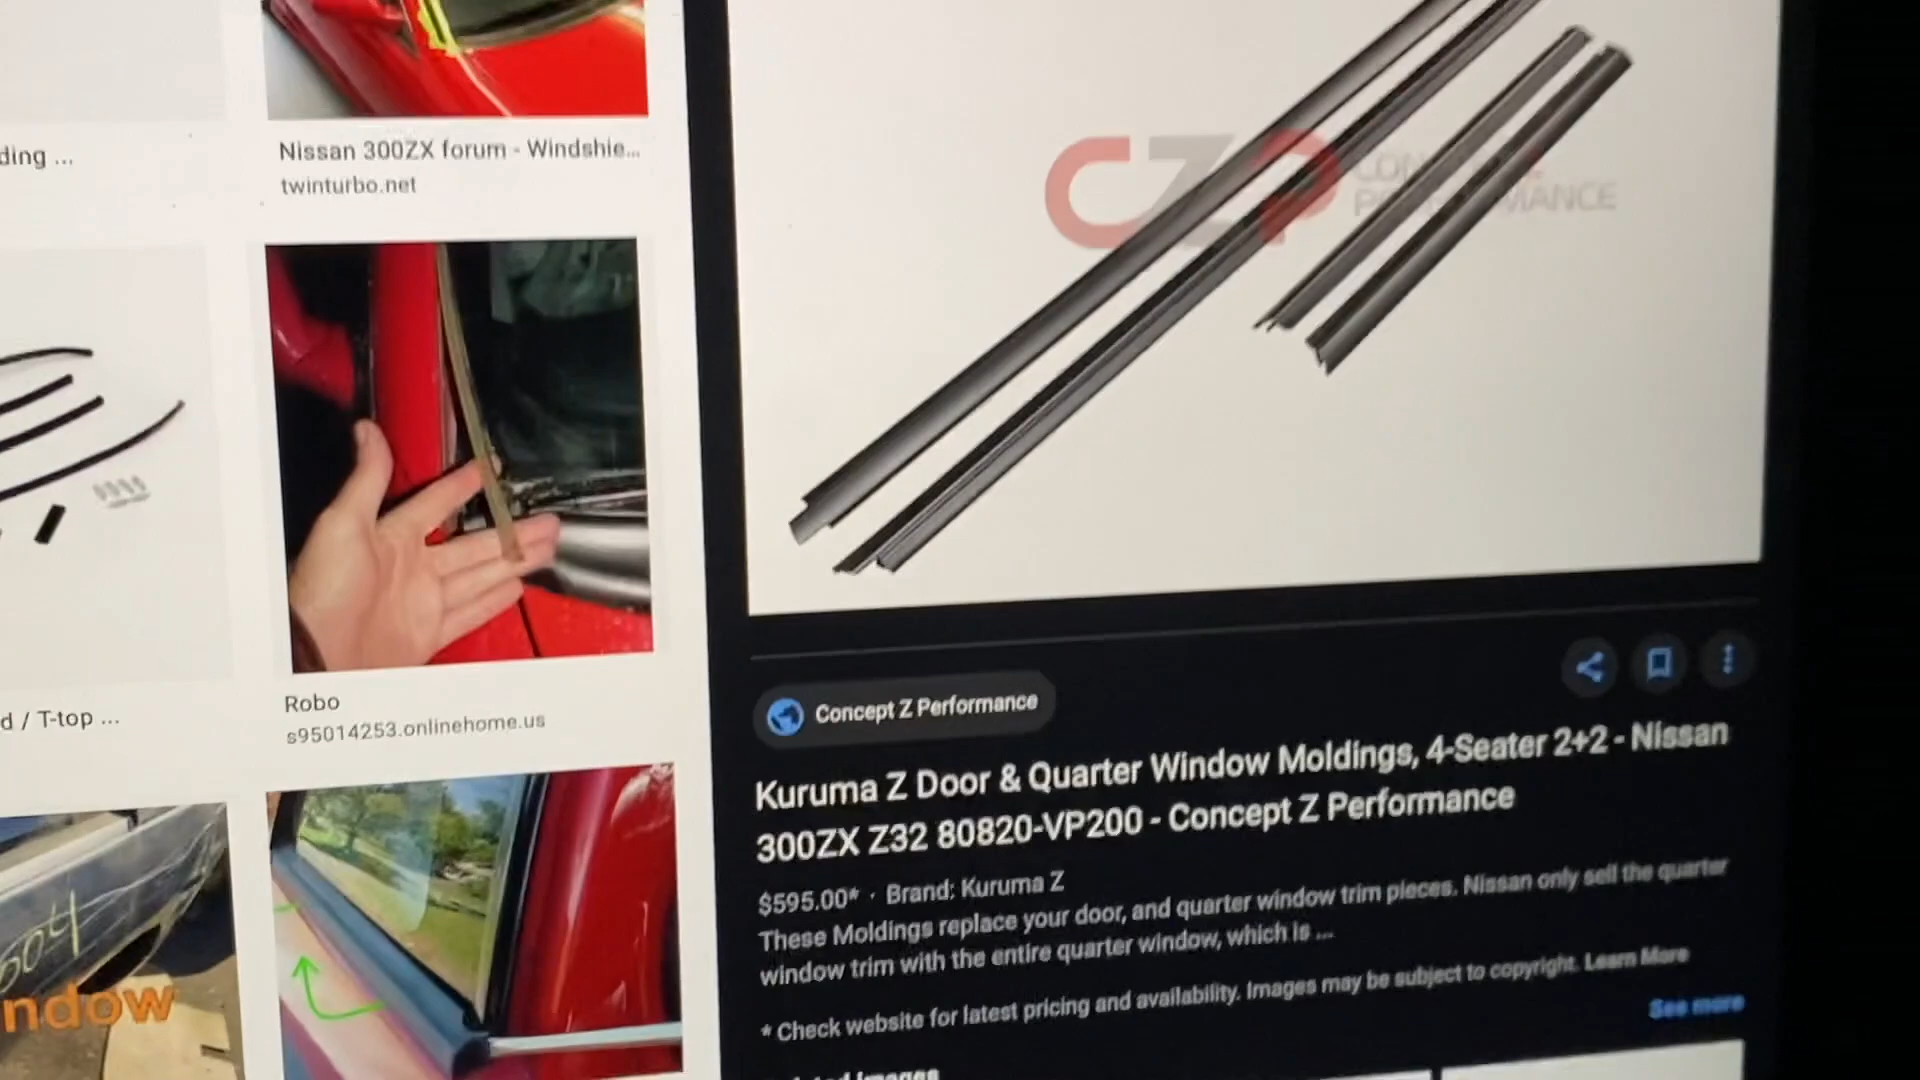 ding ...
Nissan 300ZX forum - Windshie...
twinturbo.net
d / T-top ...
Robo
s95014253.onlinehome.us
ndow
CZP
PERFORMANCE
Concept Z Performance
Kuruma Z Door & Quarter Window Moldings, 4-Seater 2+2 - Nissan
300ZX Z32 80820-VP200 - Concept Z Performance
$595.00* · Brand: Kuruma Z
These Moldings replace your door, and quarter window trim pieces. Nissan only sell the quarter
window trim with the entire quarter window, which is ...
* Check website for latest pricing and availability. Images may be subject to copyright. Learn More
See more